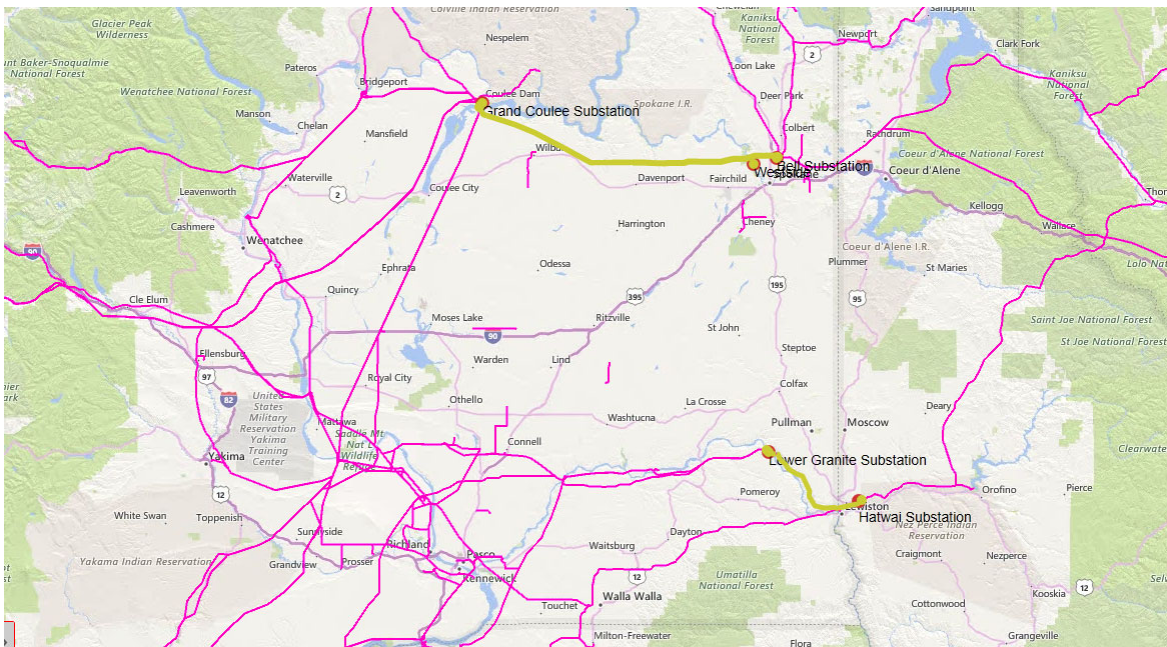 Glacier Peak
Wilderness
Colville Indian Reservation
Kaniksu
National
Forest
Newport
Sandpoint
Nespelem
2
Clark Fork
Pateros
Bridgeport
Loon Lake
Kaniksu
National
Forest
National Forest
Wenatchee National Forest
Coulee Dam
Spokane I.R.
Deer Park
Manson
Chelan
Mansfield
Grand Coulee Substation
Colbert
Rathdrum
Coeur d'Alene National Forest
Bell Substation
Westside
Coeur d'Alene
Waterville
Leavenworth
2
Coulee City
Davenport
Fairchild
Kellogg
Cashmere
Harrington
Cheney
Wallace
Wenatchee
Coeur d'Alene I.R.
90
Ephrata
Odessa
Plummer
St Maries
Cle Elum
Quincy
395
195
95
Moses Lake
Ritzville
St John
Saint Joe National Forest
90
Steptoe
St Joe National Forest
Ellensburg
Warden
Lind
97
82
Royal City
Colfax
United
States
Military
Reservation
Yakima
Training
Center
Othello
La Crosse
Deary
Mattawa
Washtucna
Pullman
Moscow
Saddle Mt
Nat L
Wildlife
Connell
Yakima
Lower Granite Substation
12
Pomeroy
Orofino
Pierce
Lewiston
Hatwai Substation
White Swan
Toppenish
Nez Perce Indian
Reservation
Sunnyside
Dayton
Richland
Waitsburg
Craigmont
Nezperce
Yakama Indian Reservation
Grandview
Prosser
Pasco
Kennewick
12
Umatilla
National Forest
12
Kooskia
Touchet
Walla Walla
Cottonwood
Milton-Freewater
Flora
Grangeville